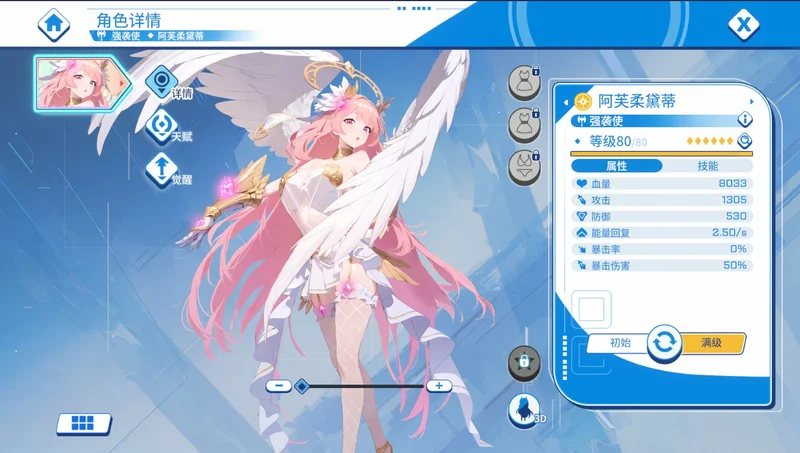 角色详情
强袭使 ◆ 阿芙柔黛蒂
详情
天赋
觉醒
3D
阿芙柔黛蒂
强袭使
等级80/80
属性 技能
血量 8033
攻击 1305
防御 530
能量回复 2.50/s
暴击率 0%
暴击伤害 50%
初始 满级